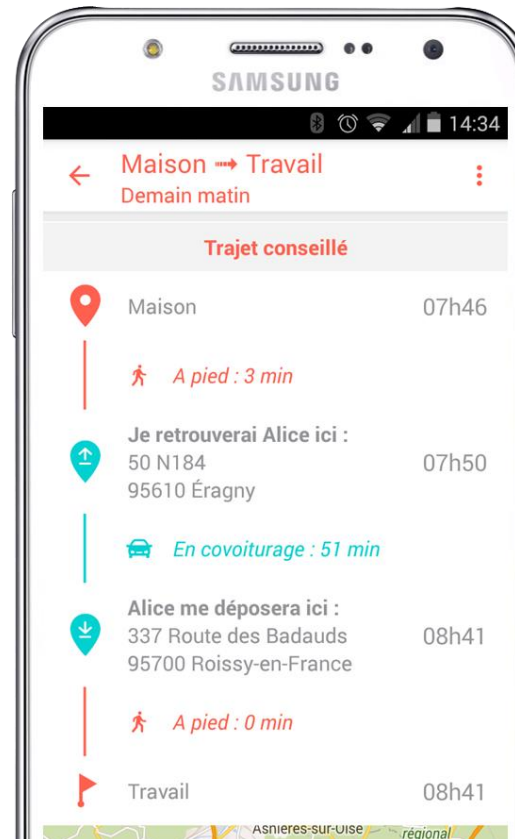 SAMSUNG
14:34
Maison ⤑ Travail
Demain matin
Trajet conseillé
Maison 07h46
A pied : 3 min
Je retrouverai Alice ici :
50 N184 07h50
95610 Éragny
En covoiturage : 51 min
Alice me déposera ici :
337 Route des Badauds 08h41
95700 Roissy-en-France
A pied : 0 min
Travail 08h41
Asnières-sur-Oise
régional